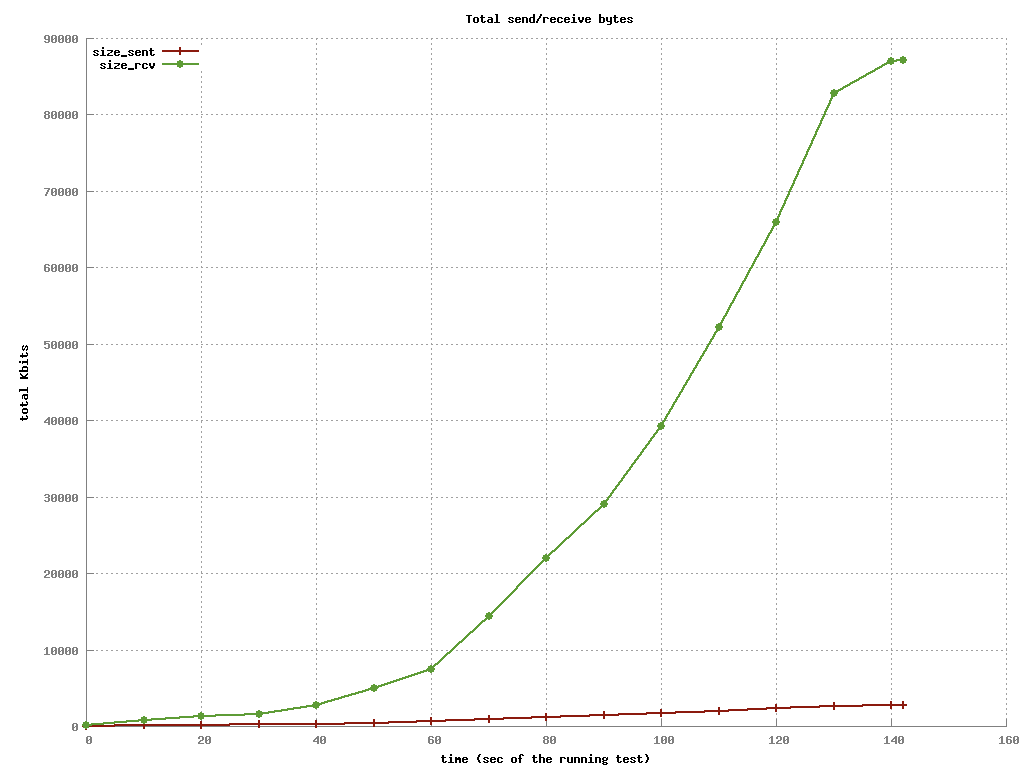 Total send/receive bytes
90000
size_sent
size_rcv
80000
70000
60000
50000
total Kbits
40000
30000
20000
10000
0
0 20 40 60 80 100 120 140 160
time (sec of the running test)